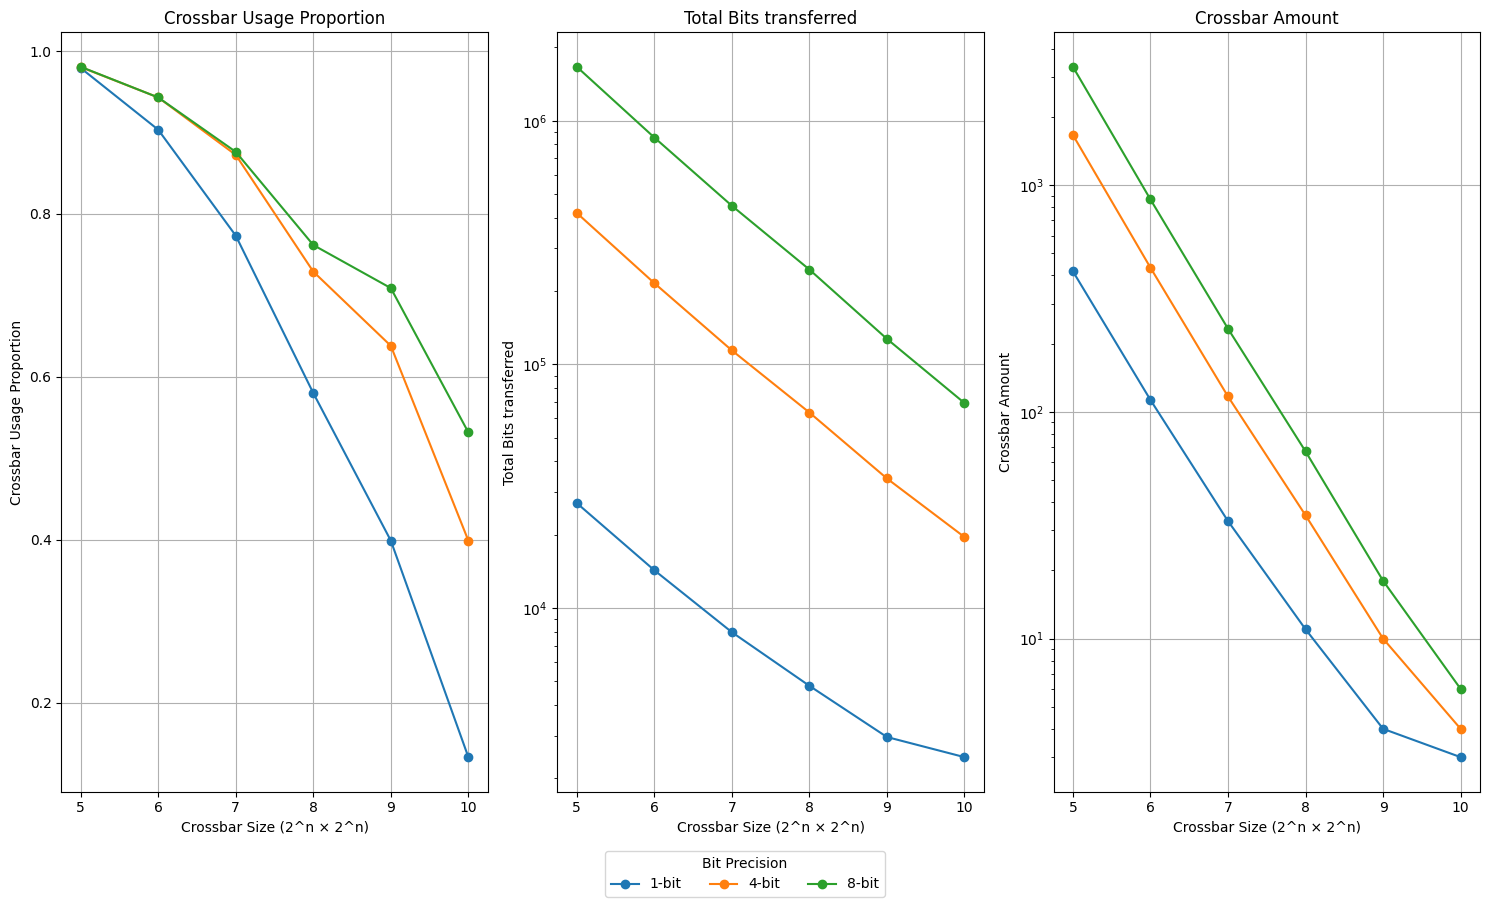 Crossbar Usage Proportion
Crossbar Usage Proportion
1.0
0.8
0.6
0.4
0.2
5 6 7 8 9 10
Crossbar Size (2^n × 2^n)
Total Bits transferred
Total Bits transferred
10^6
10^5
10^4
5 6 7 8 9 10
Crossbar Size (2^n × 2^n)
Crossbar Amount
Crossbar Amount
10^3
10^2
10^1
5 6 7 8 9 10
Crossbar Size (2^n × 2^n)
Bit Precision
1-bit 4-bit 8-bit